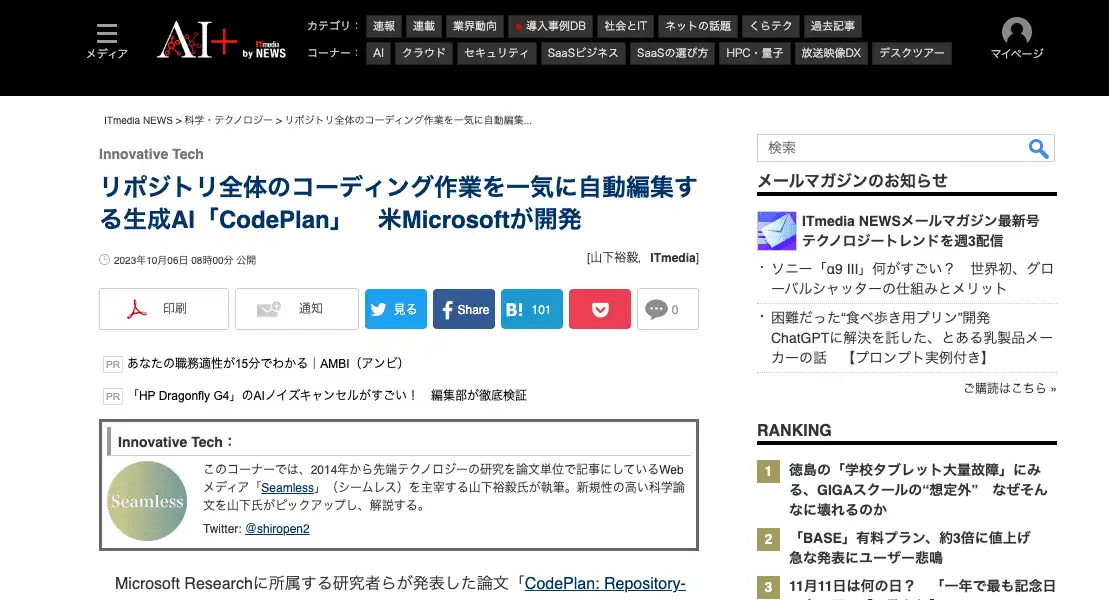 メディア
AI+ by ITmedia NEWS
カテゴリ： 速報 連載 業界動向 導入事例DB 社会とIT ネットの話題 くらテク 過去記事
コーナー： AI クラウド セキュリティ SaaSビジネス SaaSの選び方 HPC・量子 放送映像DX デスクツアー
マイページ
ITmedia NEWS > 科学・テクノロジー > リポジトリ全体のコーディング作業を一気に自動編集...
Innovative Tech
リポジトリ全体のコーディング作業を一気に自動編集す
る生成AI「CodePlan」　米Microsoftが開発
2023年10月06日 08時00分 公開
[山下裕毅, ITmedia]
印刷 通知 見る Share B! 101 0
PR あなたの職務適性が15分でわかる｜AMBI（アンビ）
PR 「HP Dragonfly G4」のAIノイズキャンセルがすごい！　編集部が徹底検証
Innovative Tech：
Seamless
このコーナーでは、2014年から先端テクノロジーの研究を論文単位で記事にしているWeb
メディア「Seamless」（シームレス）を主宰する山下裕毅氏が執筆。新規性の高い科学論
文を山下氏がピックアップし、解説する。
Twitter: @shiropen2
Microsoft Researchに所属する研究者らが発表した論文「CodePlan: Repository-
検索
メールマガジンのお知らせ
ITmedia NEWSメールマガジン最新号
テクノロジートレンドを週3配信
・ソニー「α9 III」何がすごい？　世界初、グロ
ーバルシャッターの仕組みとメリット
・困難だった“食べ歩き用プリン”開発
ChatGPTに解決を託した、とある乳製品メー
カーの話　【プロンプト実例付き】
ご購読はこちら »
RANKING
1 徳島の「学校タブレット大量故障」にみ
る、GIGAスクールの“想定外”　なぜそん
なに壊れるのか
2 「BASE」有料プラン、約3倍に値上げ
急な発表にユーザー悲鳴
3 11月11日は何の日？　「一年で最も記念日